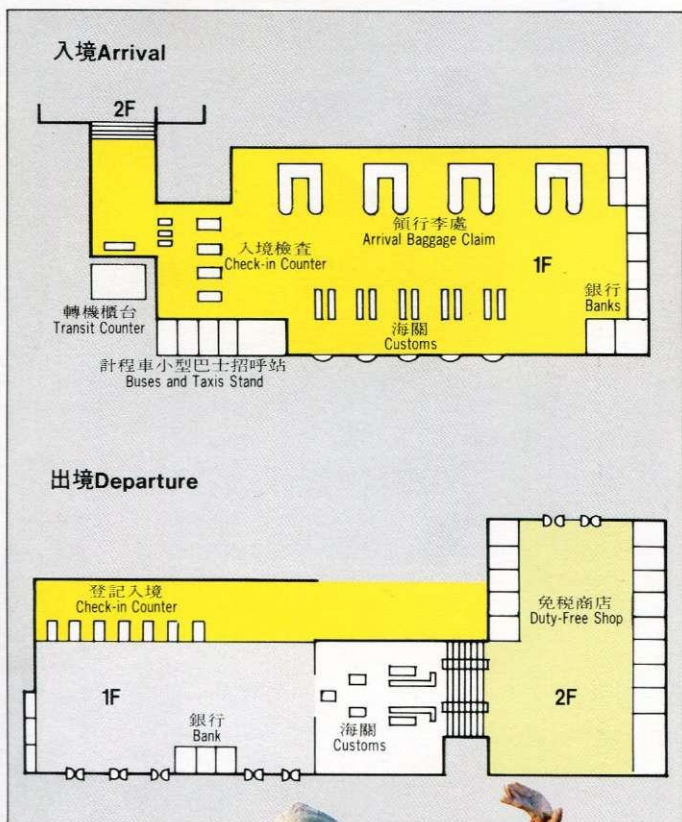 入境Arrival
2F
領行李處
Arrival Baggage Claim
入境檢查
Check-in Counter
1F
銀行
Banks
轉機櫃台
Transit Counter
海關
Customs
計程車小型巴士招呼站
Buses and Taxis Stand
出境Departure
登記入境
Check-in Counter
免稅商店
Duty-Free Shop
1F
2F
銀行
Bank
海關
Customs